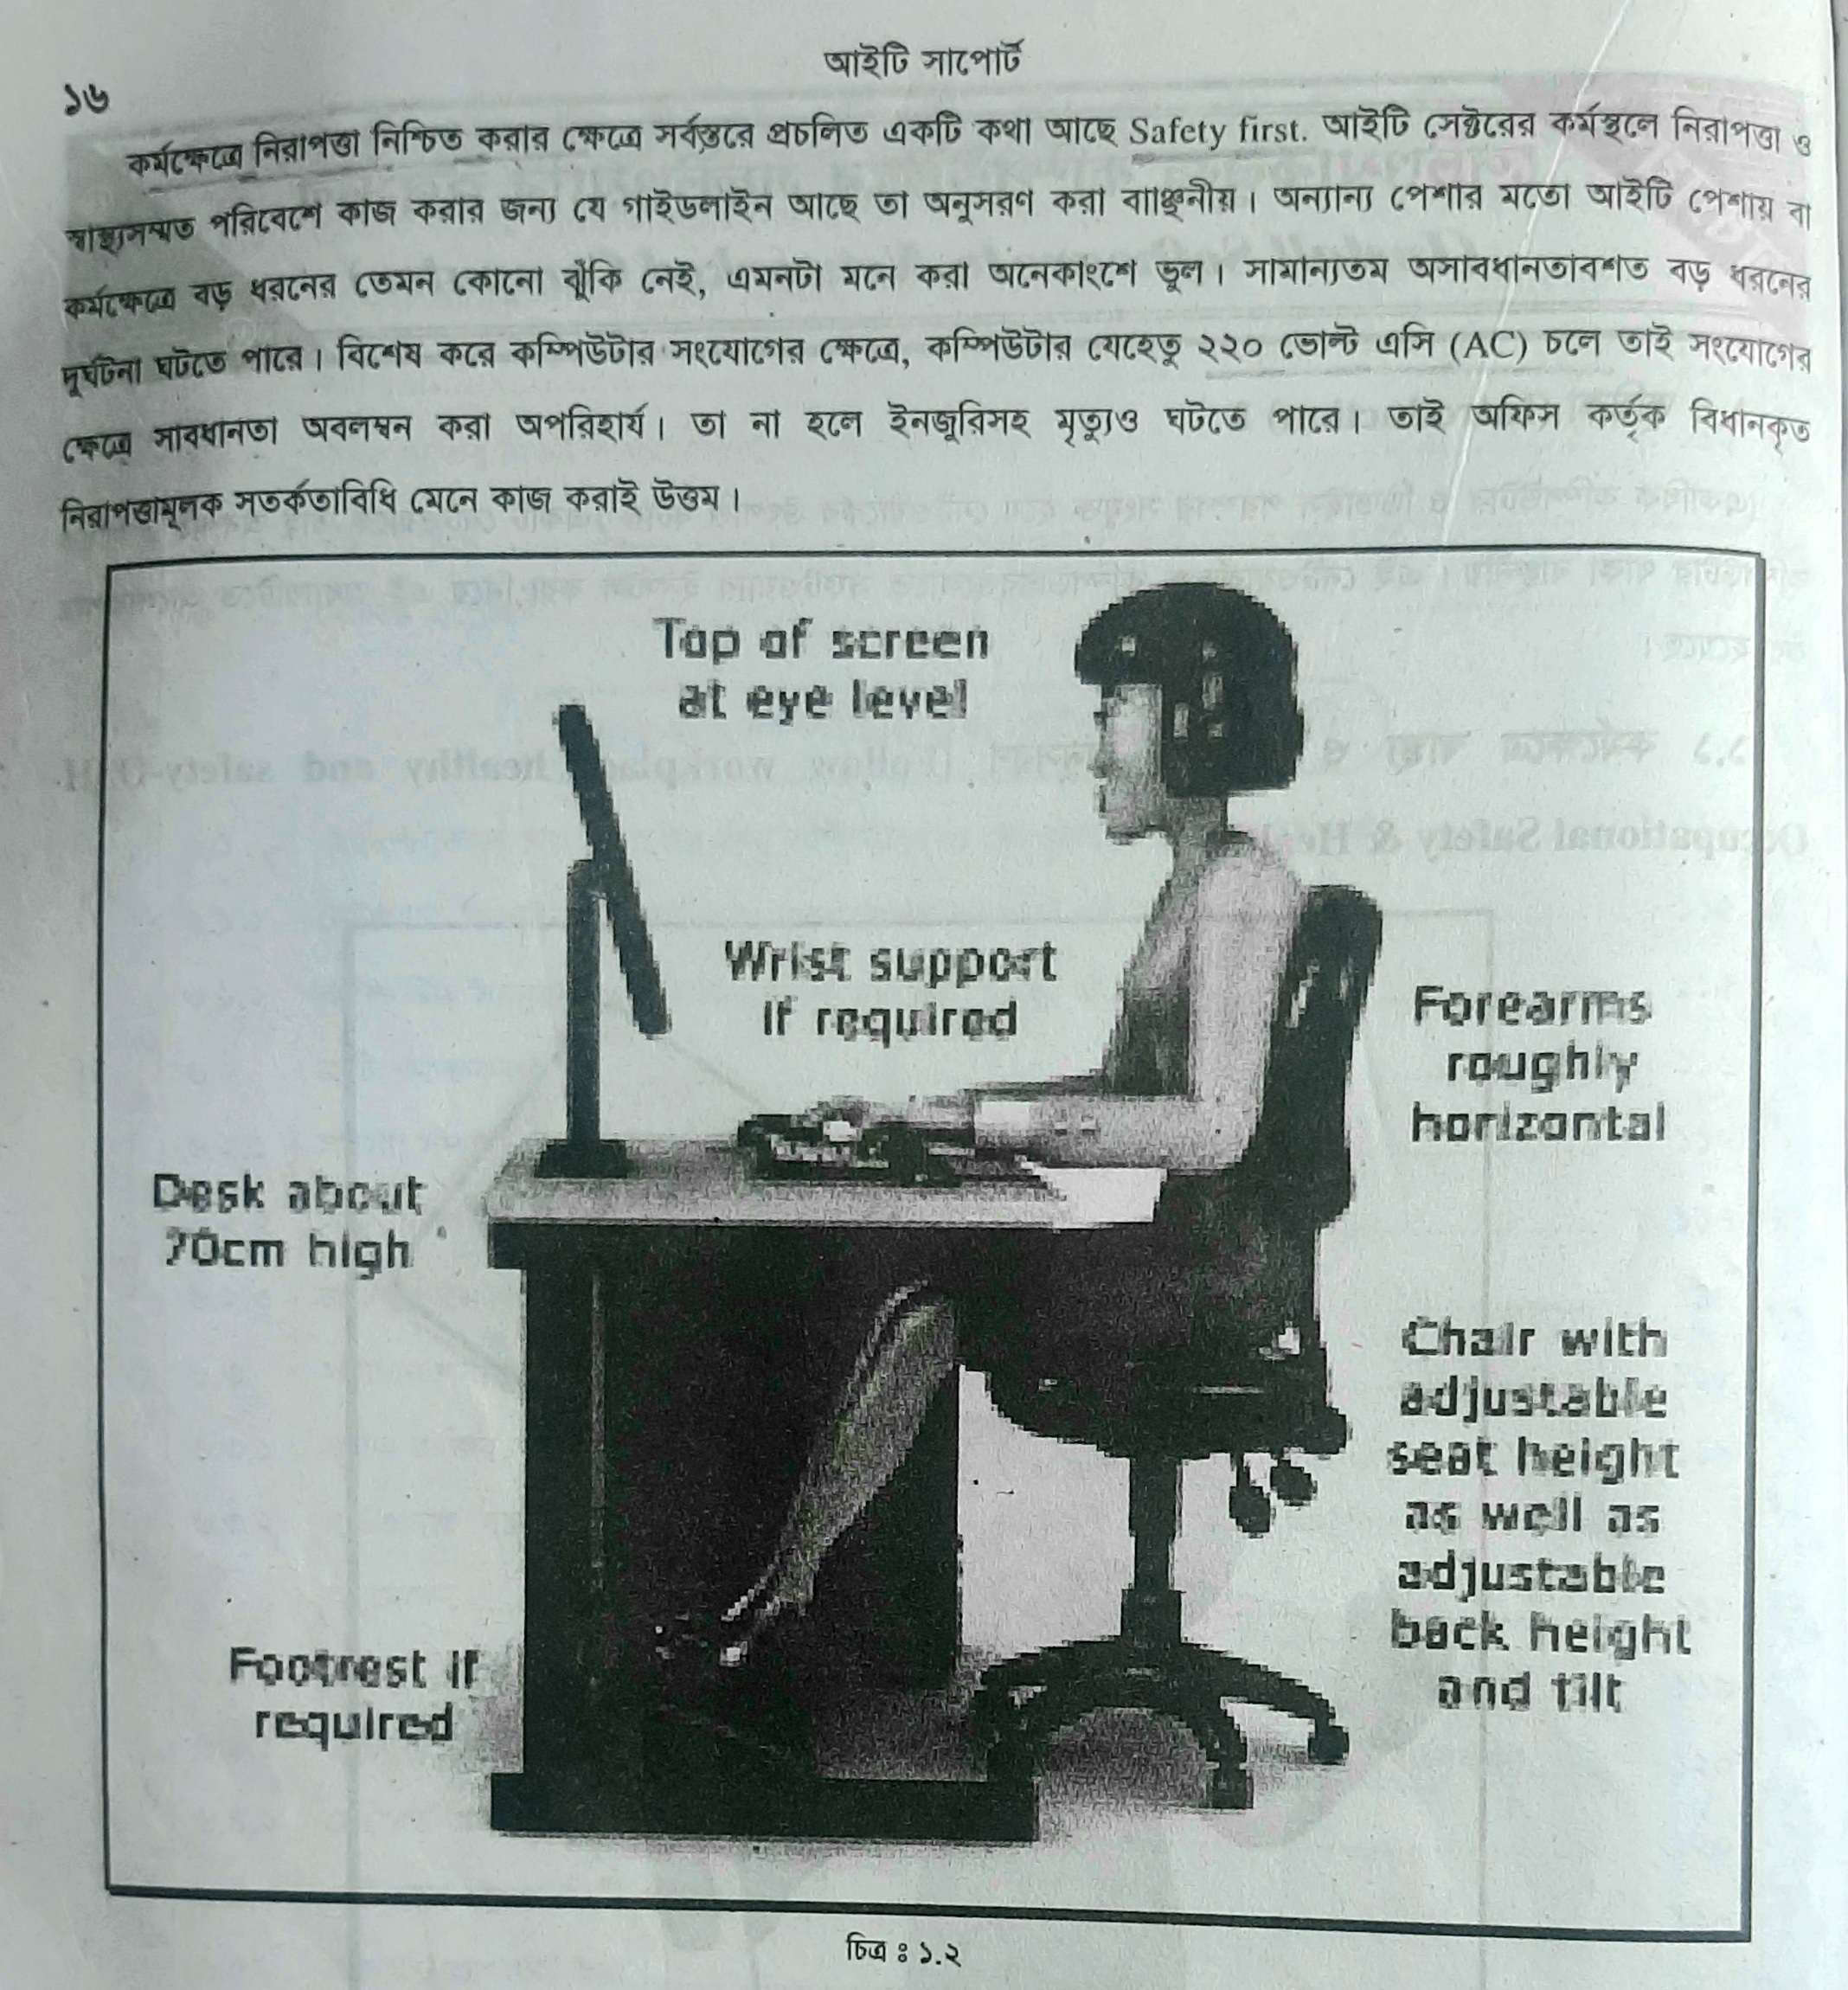 আইটি সাপোর্ট
১৬
কর্মক্ষেত্রে নিরাপত্তা নিশ্চিত করার ক্ষেত্রে সর্বস্তরে প্রচলিত একটি কথা আছে Safety first. আইটি সেক্টরের কর্মস্থলে নিরাপত্তা ও
স্বাস্থ্যসম্মত পরিবেশে কাজ করার জন্য যে গাইডলাইন আছে তা অনুসরণ করা বাাঞ্ছনীয়। অন্যান্য পেশার মতো আইটি পেশায় বা
কর্মক্ষেত্রে বড় ধরনের তেমন কোনো ঝুঁকি নেই, এমনটা মনে করা অনেকাংশে ভুল। সামান্যতম অসাবধানতাবশত বড় ধরনের
দুর্ঘটনা ঘটতে পারে। বিশেষ করে কম্পিউটার সংযোগের ক্ষেত্রে, কম্পিউটার যেহেতু ২২০ ভোল্ট এসি (AC) চলে তাই সংযোগের
ক্ষেত্রে সাবধানতা অবলম্বন করা অপরিহার্য। তা না হলে ইনজুরিসহ মৃত্যুও ঘটতে পারে। তাই অফিস কর্তৃক বিধানকৃত
নিরাপত্তামূলক সতর্কতাবিধি মেনে কাজ করাই উত্তম।
Top of screen
at eye level
Wrist support
if required
Forearms
roughly
horizontal
Desk about
70cm high
Chair with
adjustable
seat height
as well as
adjustable
back height
and tilt
Footrest if
required
চিত্র ঃ ১.২